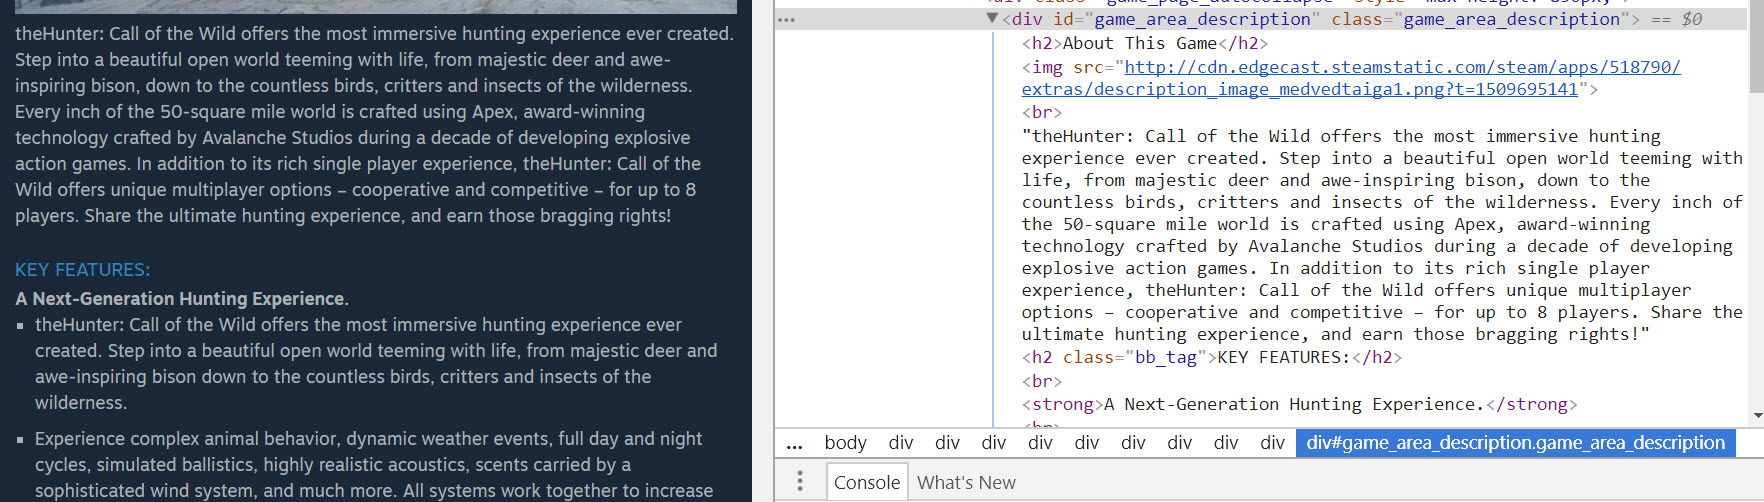 theHunter: Call of the Wild offers the most immersive hunting experience ever created.
Step into a beautiful open world teeming with life, from majestic deer and awe-
inspiring bison, down to the countless birds, critters and insects of the wilderness.
Every inch of the 50-square mile world is crafted using Apex, award-winning
technology crafted by Avalanche Studios during a decade of developing explosive
action games. In addition to its rich single player experience, theHunter: Call of the
Wild offers unique multiplayer options – cooperative and competitive – for up to 8
players. Share the ultimate hunting experience, and earn those bragging rights!
KEY FEATURES:
A Next-Generation Hunting Experience.
▪ theHunter: Call of the Wild offers the most immersive hunting experience ever
created. Step into a beautiful open world teeming with life, from majestic deer and
awe-inspiring bison down to the countless birds, critters and insects of the
wilderness.
▪ Experience complex animal behavior, dynamic weather events, full day and night
cycles, simulated ballistics, highly realistic acoustics, scents carried by a
sophisticated wind system, and much more. All systems work together to increase
... ▼<div id="game_area_description" class="game_area_description"> == $0
<h2>About This Game</h2>
<img src="http://cdn.edgecast.steamstatic.com/steam/apps/518790/
extras/description_image_medvedtaiga1.png?t=1509695141">
<br>
"theHunter: Call of the Wild offers the most immersive hunting
experience ever created. Step into a beautiful open world teeming with
life, from majestic deer and awe-inspiring bison, down to the
countless birds, critters and insects of the wilderness. Every inch of
the 50-square mile world is crafted using Apex, award-winning
technology crafted by Avalanche Studios during a decade of developing
explosive action games. In addition to its rich single player
experience, theHunter: Call of the Wild offers unique multiplayer
options – cooperative and competitive – for up to 8 players. Share the
ultimate hunting experience, and earn those bragging rights!"
<h2 class="bb_tag">KEY FEATURES:</h2>
<br>
<strong>A Next-Generation Hunting Experience.</strong>
... body div div div div div div div div div div#game_area_description.game_area_description
Console What's New